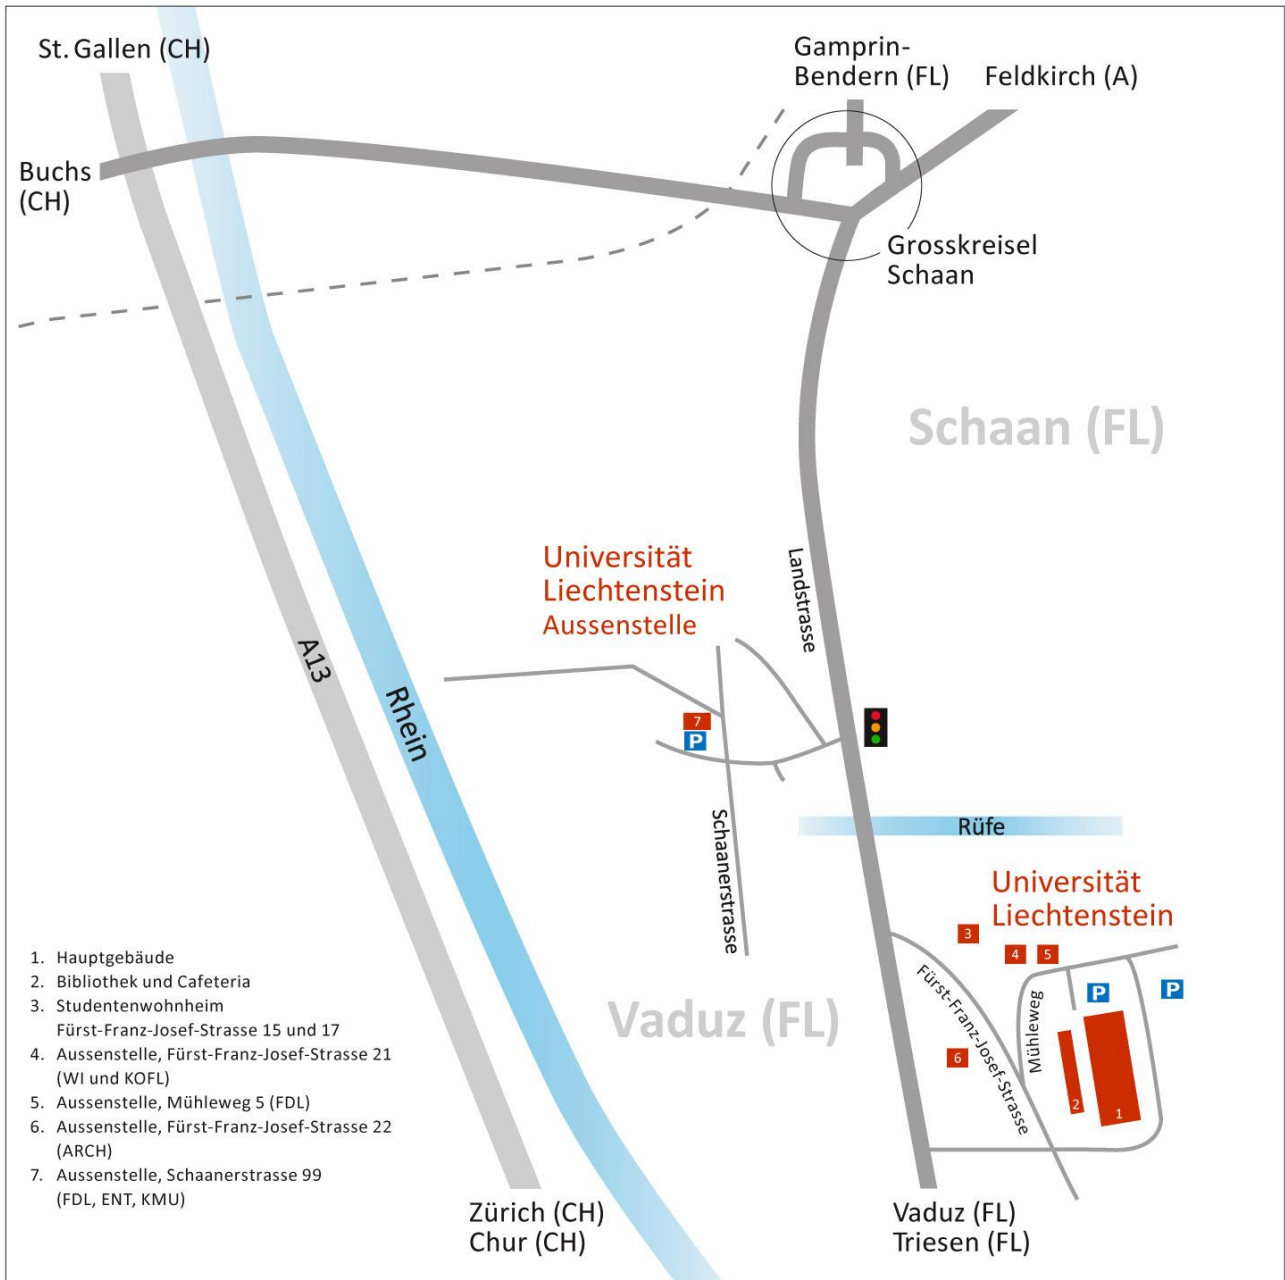 St. Gallen (CH)
Gamprin-
Bendern (FL)
Feldkirch (A)
Buchs
(CH)
Grosskreisel
Schaan
Schaan (FL)
Landstrasse
Universität
Liechtenstein
Aussenstelle
A13
Rhein
7
P
Schaanerstrasse
Rüfe
Universität
Liechtenstein
3
4
5
P
P
Fürst-Franz-Josef-Strasse
Mühleweg
6
2
1
Vaduz (FL)
1. Hauptgebäude
2. Bibliothek und Cafeteria
3. Studentenwohnheim
Fürst-Franz-Josef-Strasse 15 und 17
4. Aussenstelle, Fürst-Franz-Josef-Strasse 21
(WI und KOFL)
5. Aussenstelle, Mühleweg 5 (FDL)
6. Aussenstelle, Fürst-Franz-Josef-Strasse 22
(ARCH)
7. Aussenstelle, Schaanerstrasse 99
(FDL, ENT, KMU)
Zürich (CH)
Chur (CH)
Vaduz (FL)
Triesen (FL)